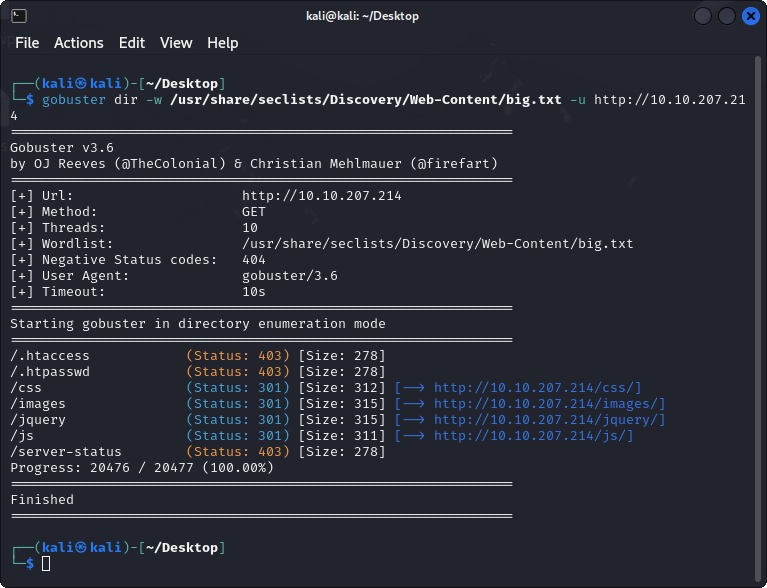 kali@kali: ~/Desktop
File Actions Edit View Help
┌──(kali㉿kali)-[~/Desktop]
└─$ gobuster dir -w /usr/share/seclists/Discovery/Web-Content/big.txt -u http://10.10.207.21
4
===============================================================
Gobuster v3.6
by OJ Reeves (@TheColonial) & Christian Mehlmauer (@firefart)
===============================================================
[+] Url:                     http://10.10.207.214
[+] Method:                  GET
[+] Threads:                 10
[+] Wordlist:                /usr/share/seclists/Discovery/Web-Content/big.txt
[+] Negative Status codes:   404
[+] User Agent:              gobuster/3.6
[+] Timeout:                 10s
===============================================================
Starting gobuster in directory enumeration mode
===============================================================
/.htaccess            (Status: 403) [Size: 278]
/.htpasswd            (Status: 403) [Size: 278]
/css                  (Status: 301) [Size: 312] [--> http://10.10.207.214/css/]
/images               (Status: 301) [Size: 315] [--> http://10.10.207.214/images/]
/jquery               (Status: 301) [Size: 315] [--> http://10.10.207.214/jquery/]
/js                   (Status: 301) [Size: 311] [--> http://10.10.207.214/js/]
/server-status        (Status: 403) [Size: 278]
Progress: 20476 / 20477 (100.00%)
===============================================================
Finished
===============================================================
┌──(kali㉿kali)-[~/Desktop]
└─$